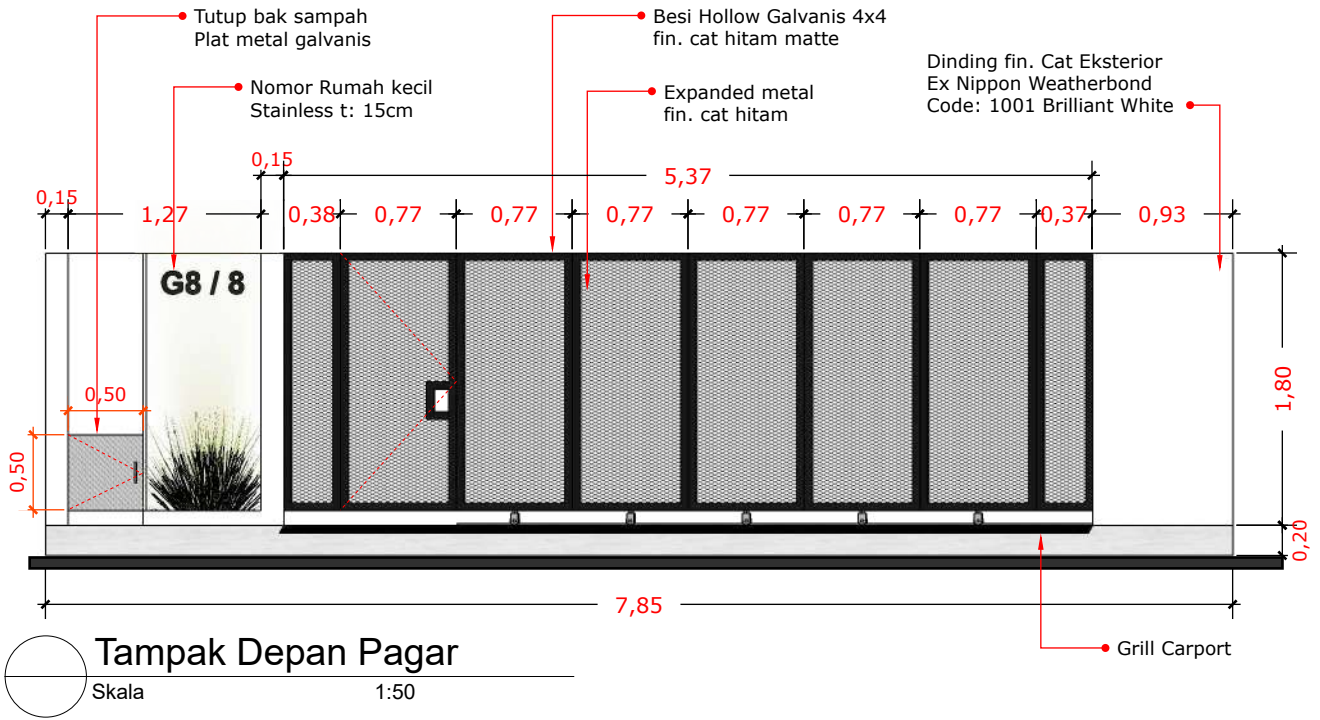 Tutup bak sampah
Plat metal galvanis
Besi Hollow Galvanis 4x4
fin. cat hitam matte
Nomor Rumah kecil
Stainless t: 15cm
Expanded metal
fin. cat hitam
Dinding fin. Cat Eksterior
Ex Nippon Weatherbond
Code: 1001 Brilliant White
0,15
5,37
0,15
1,27
0,38
0,77
0,77
0,77
0,77
0,77
0,77
0,37
0,93
G8 / 8
0,50
1,80
0,50
0,20
7,85
Grill Carport
Tampak Depan Pagar
Skala 1:50